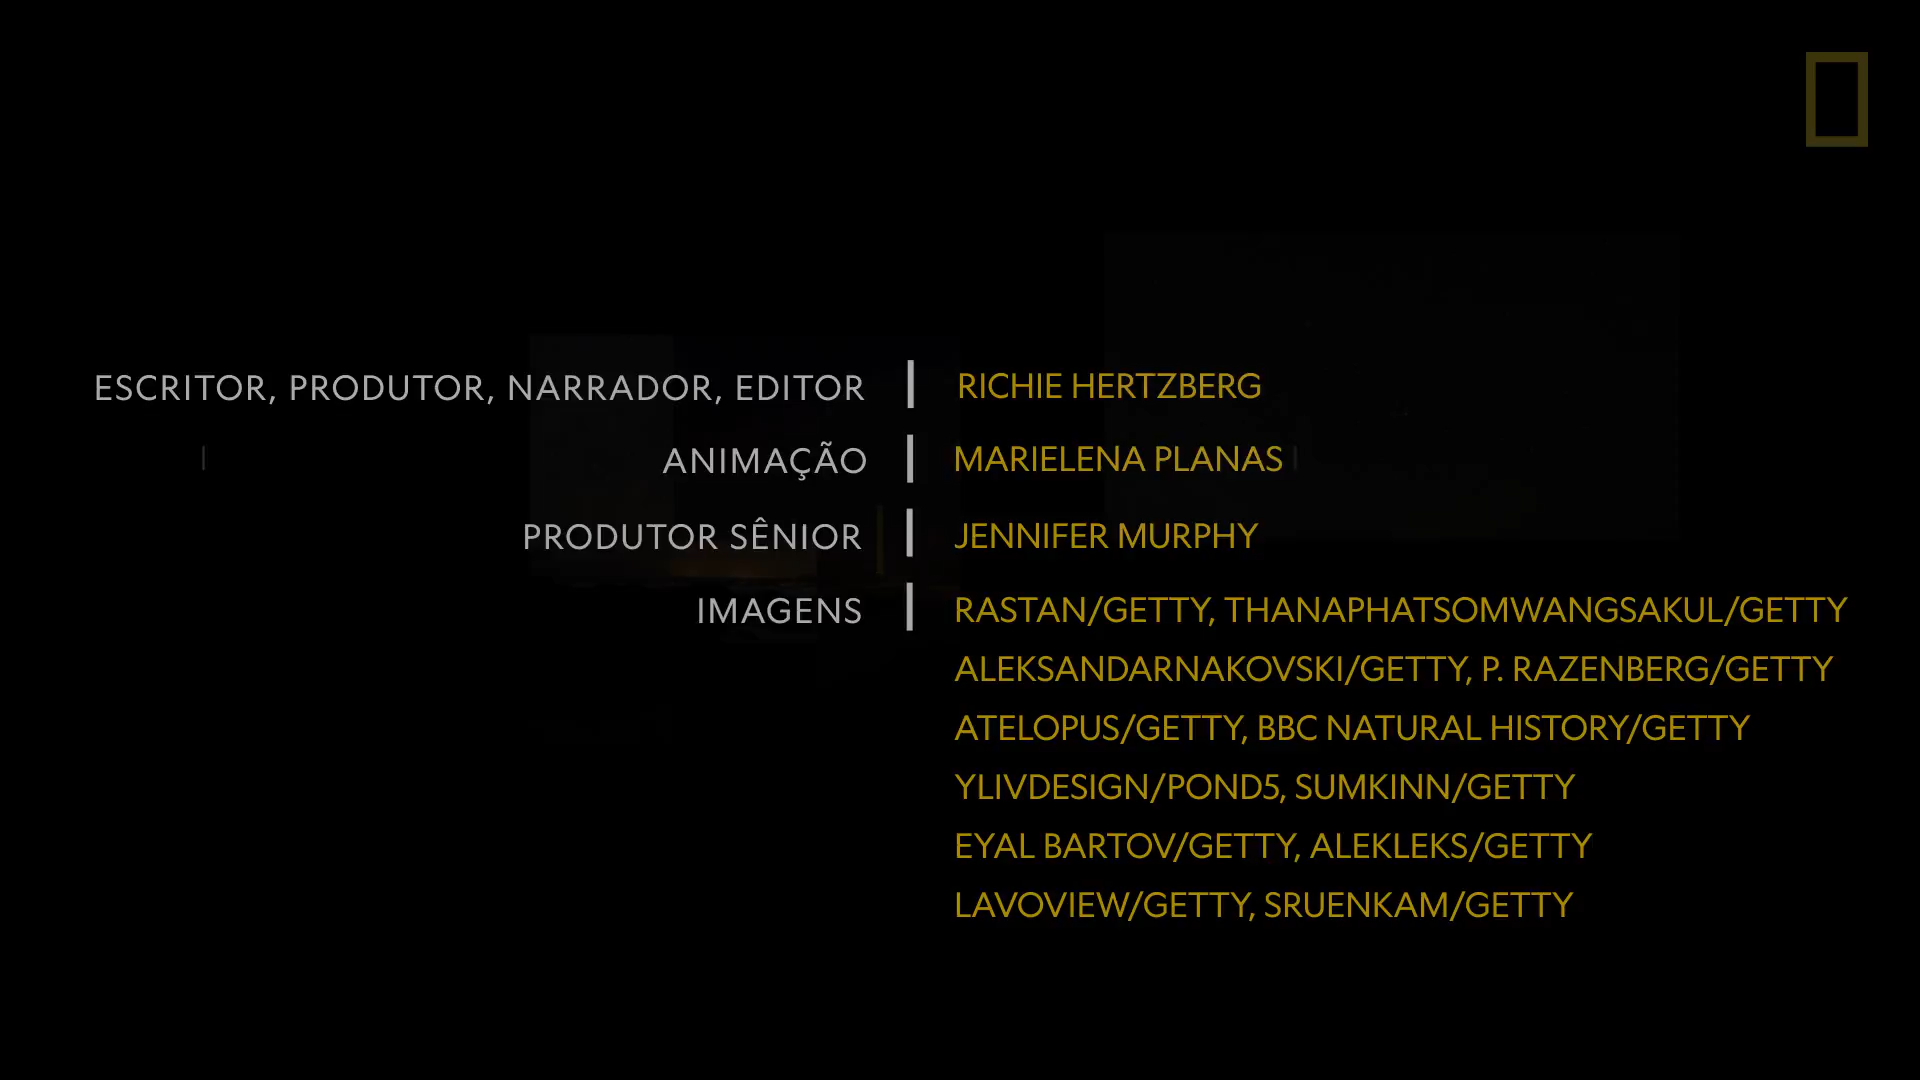 ESCRITOR, PRODUTOR, NARRADOR, EDITOR | RICHIE HERTZBERG
ANIMAÇÃO | MARIELENA PLANAS
PRODUTOR SÊNIOR | JENNIFER MURPHY
IMAGENS | RASTAN/GETTY, THANAPHATSOMWANGSAKUL/GETTY
ALEKSANDARNAKOVSKI/GETTY, P. RAZENBERG/GETTY
ATELOPUS/GETTY, BBC NATURAL HISTORY/GETTY
YLIVDESIGN/POND5, SUMKINN/GETTY
EYAL BARTOV/GETTY, ALEKLEKS/GETTY
LAVOVIEW/GETTY, SRUENKAM/GETTY